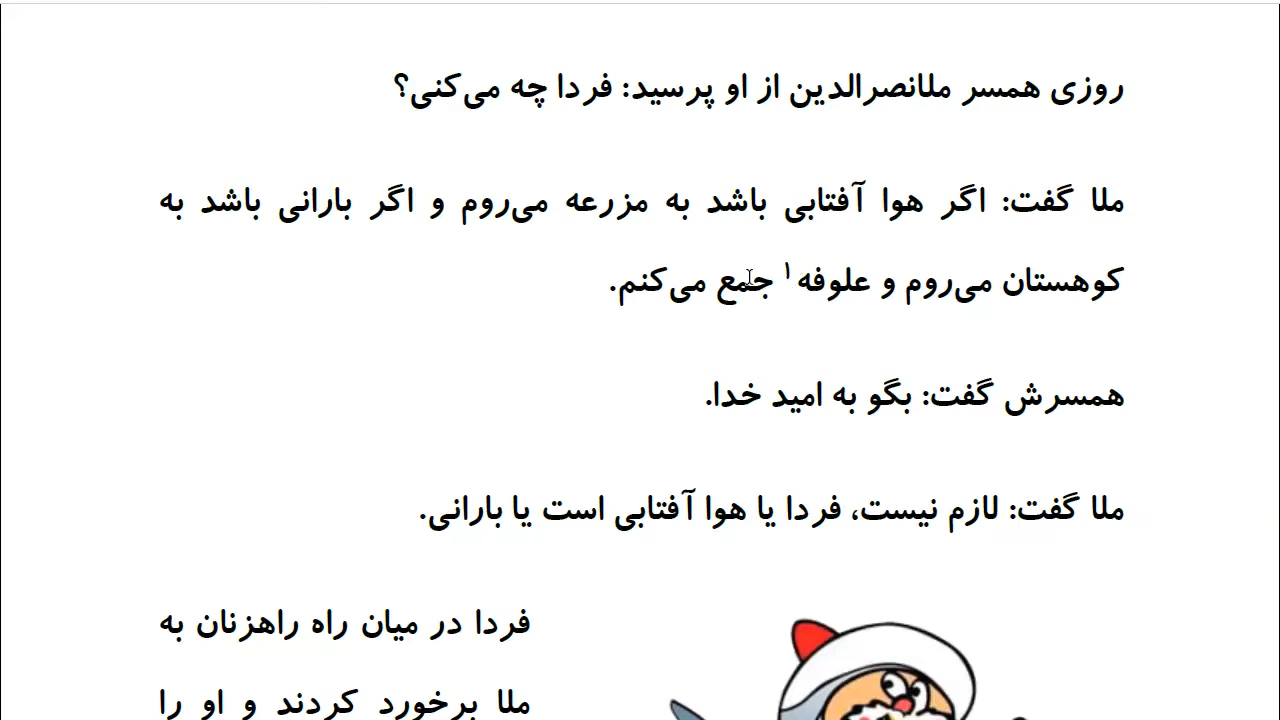 روزی همسر ملانصرالدین از او پرسید: فردا چه می‌کنی؟
ملا گفت: اگر هوا آفتابی باشد به مزرعه می‌روم و اگر بارانی باشد به
کوهستان می‌روم و علوفه۱ جمع می‌کنم.
همسرش گفت: بگو به امید خدا.
ملا گفت: لازم نیست، فردا یا هوا آفتابی است یا بارانی.
فردا در میان راه راهزنان به
ملا برخورد کردند و او را